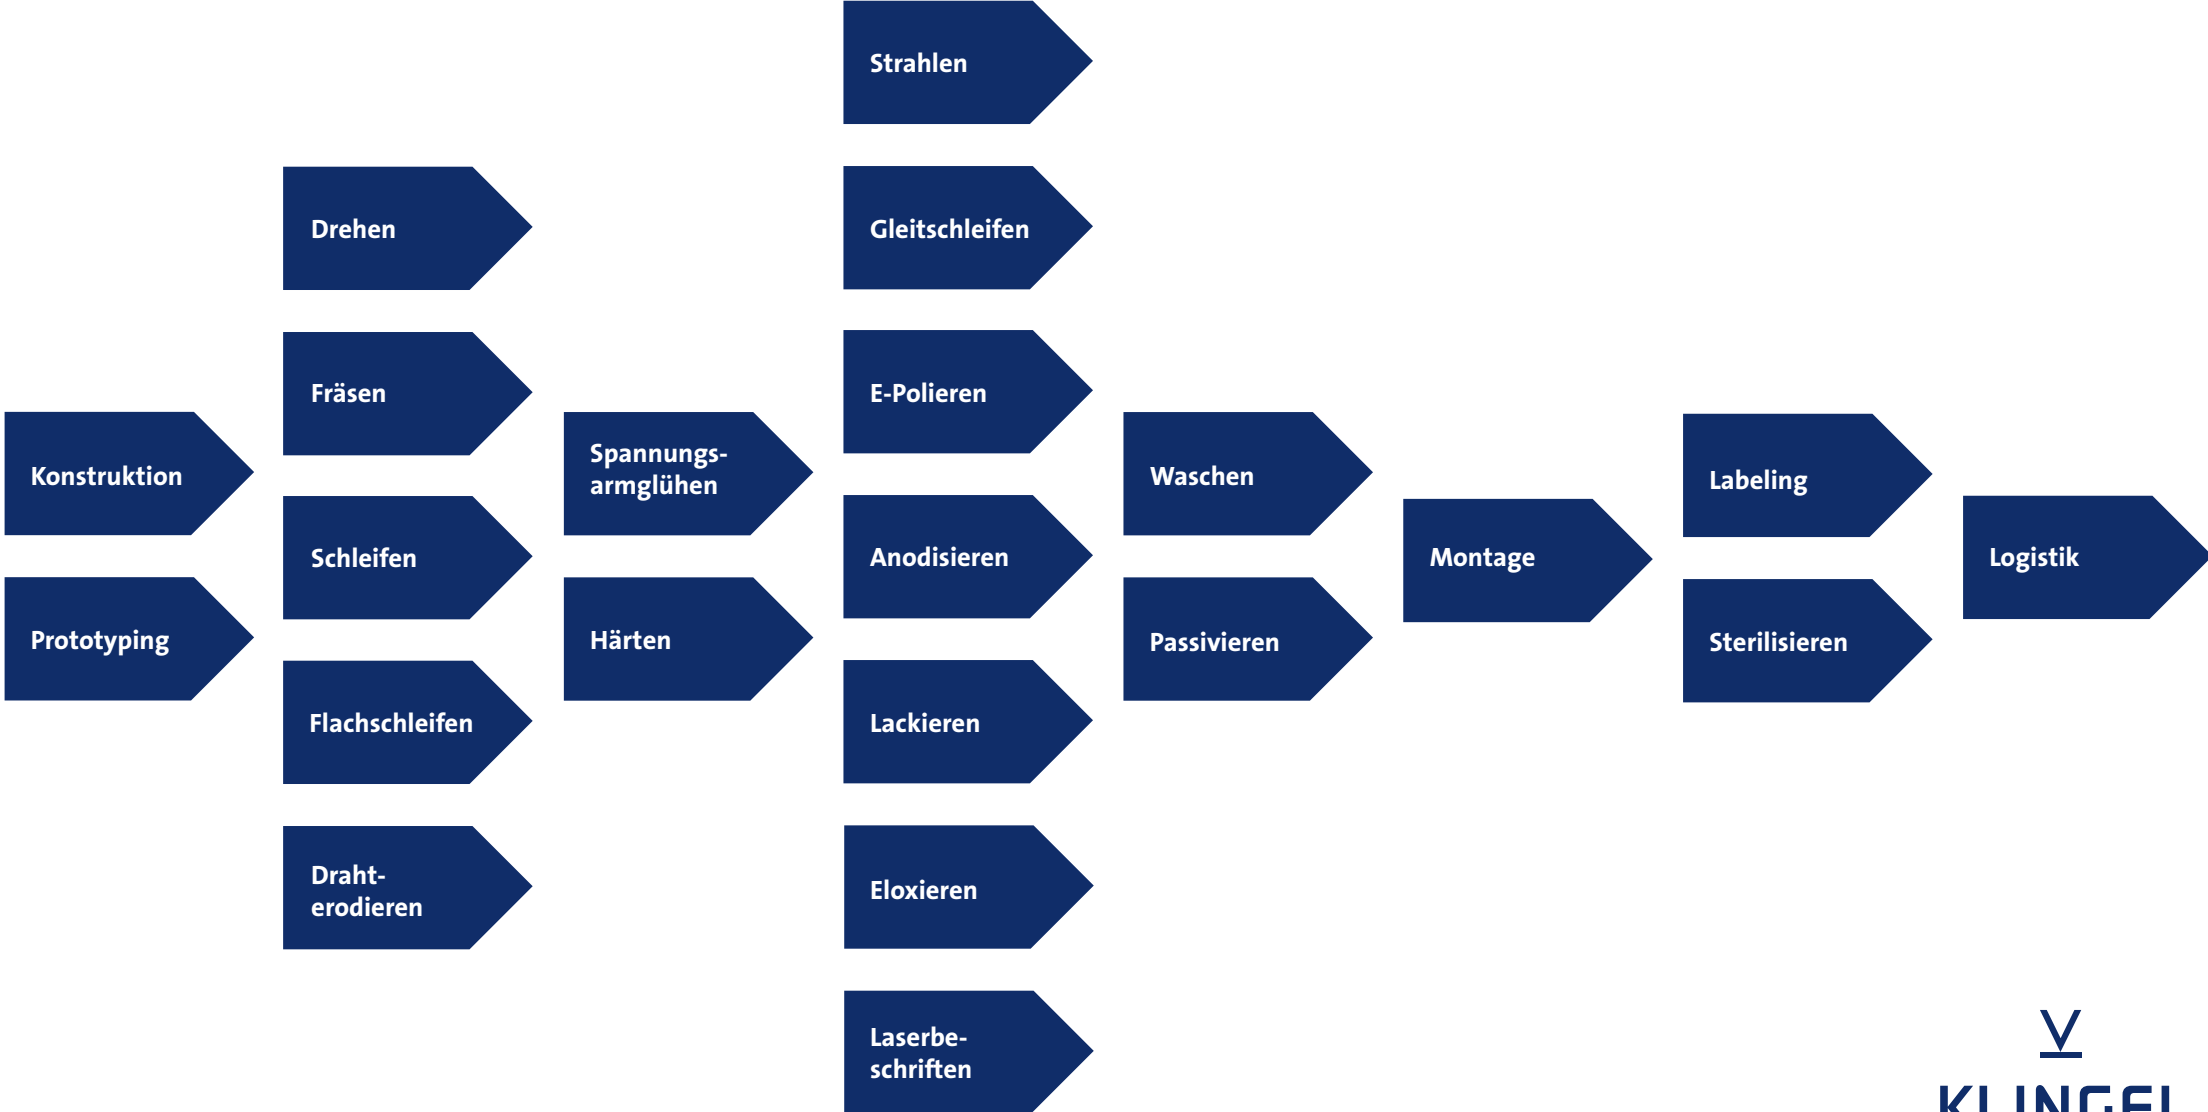 Konstruktion
Prototyping
Drehen
Fräsen
Schleifen
Flachschleifen
Draht-
erodieren
Spannungs-
armglühen
Härten
Strahlen
Gleitschleifen
E-Polieren
Anodisieren
Lackieren
Eloxieren
Laserbe-
schriften
Waschen
Passivieren
Montage
Labeling
Sterilisieren
Logistik
KLINGEL